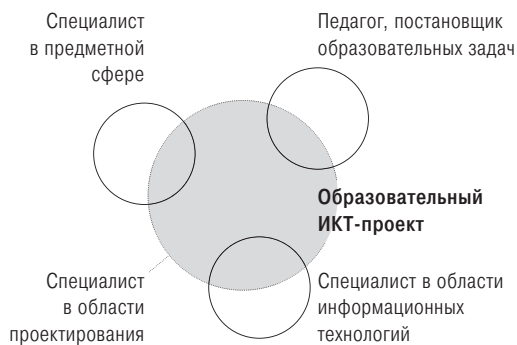 Специалист
в предметной
сфере
Педагог, постановщик
образовательных задач
Образовательный
ИКТ-проект
Специалист
в области
проектирования
Специалист в области
информационных
технологий